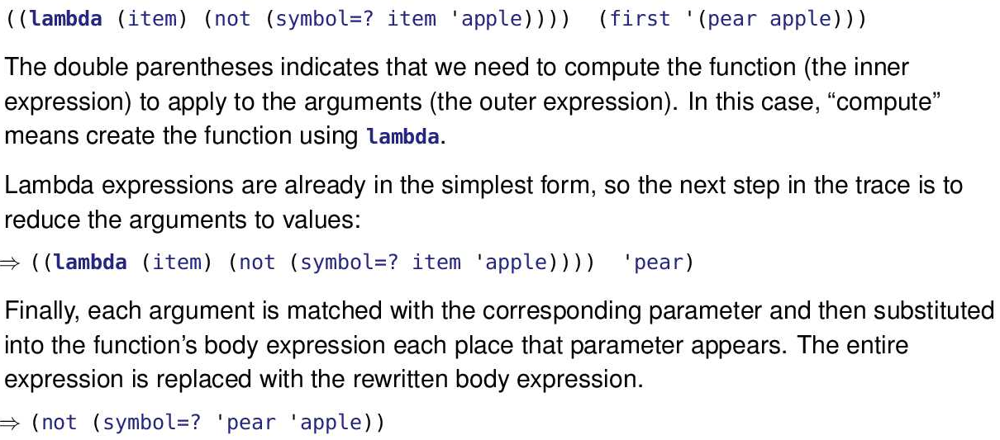 ((lambda (item) (not (symbol=? item 'apple))))  (first '(pear apple)))
The double parentheses indicates that we need to compute the function (the inner
expression) to apply to the arguments (the outer expression). In this case, “compute”
means create the function using lambda.
Lambda expressions are already in the simplest form, so the next step in the trace is to
reduce the arguments to values:
⇒ ((lambda (item) (not (symbol=? item 'apple))))  'pear)
Finally, each argument is matched with the corresponding parameter and then substituted
into the function’s body expression each place that parameter appears. The entire
expression is replaced with the rewritten body expression.
⇒ (not (symbol=? 'pear 'apple))